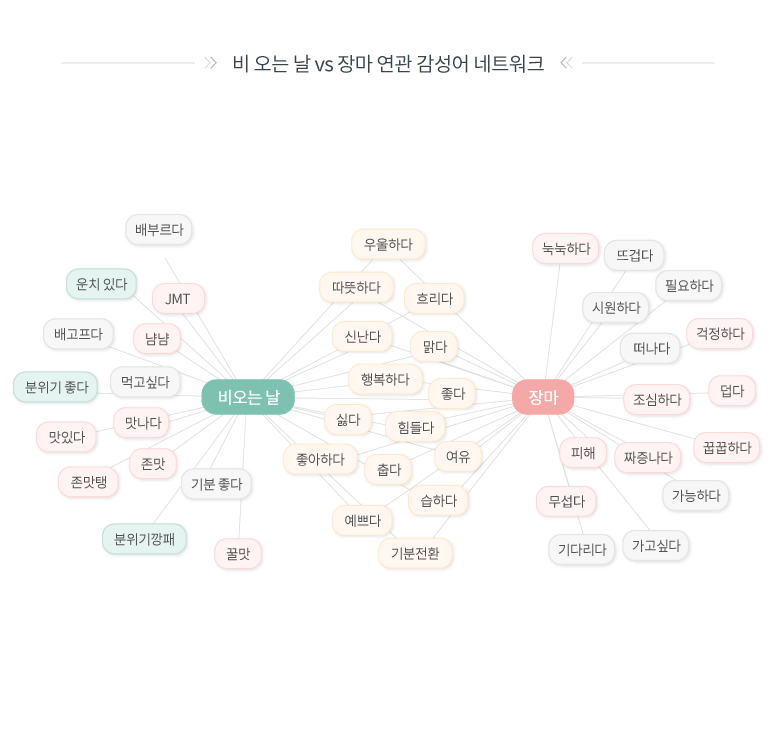 비 오는 날 vs 장마 연관 감성어 네트워크
배부르다
운치 있다
JMT
배고프다
냠냠
분위기 좋다
먹고싶다
맛나다
맛있다
존맛
존맛탱
기분 좋다
분위기깡패
꿀맛
비오는 날
우울하다
따뜻하다
흐리다
신난다
맑다
행복하다
좋다
싫다
힘들다
좋아하다
여유
춥다
습하다
예쁘다
기분전환
장마
눅눅하다
뜨겁다
필요하다
시원하다
걱정하다
떠나다
덥다
조심하다
꿉꿉하다
피해
짜증나다
가능하다
무섭다
기다리다
가고싶다